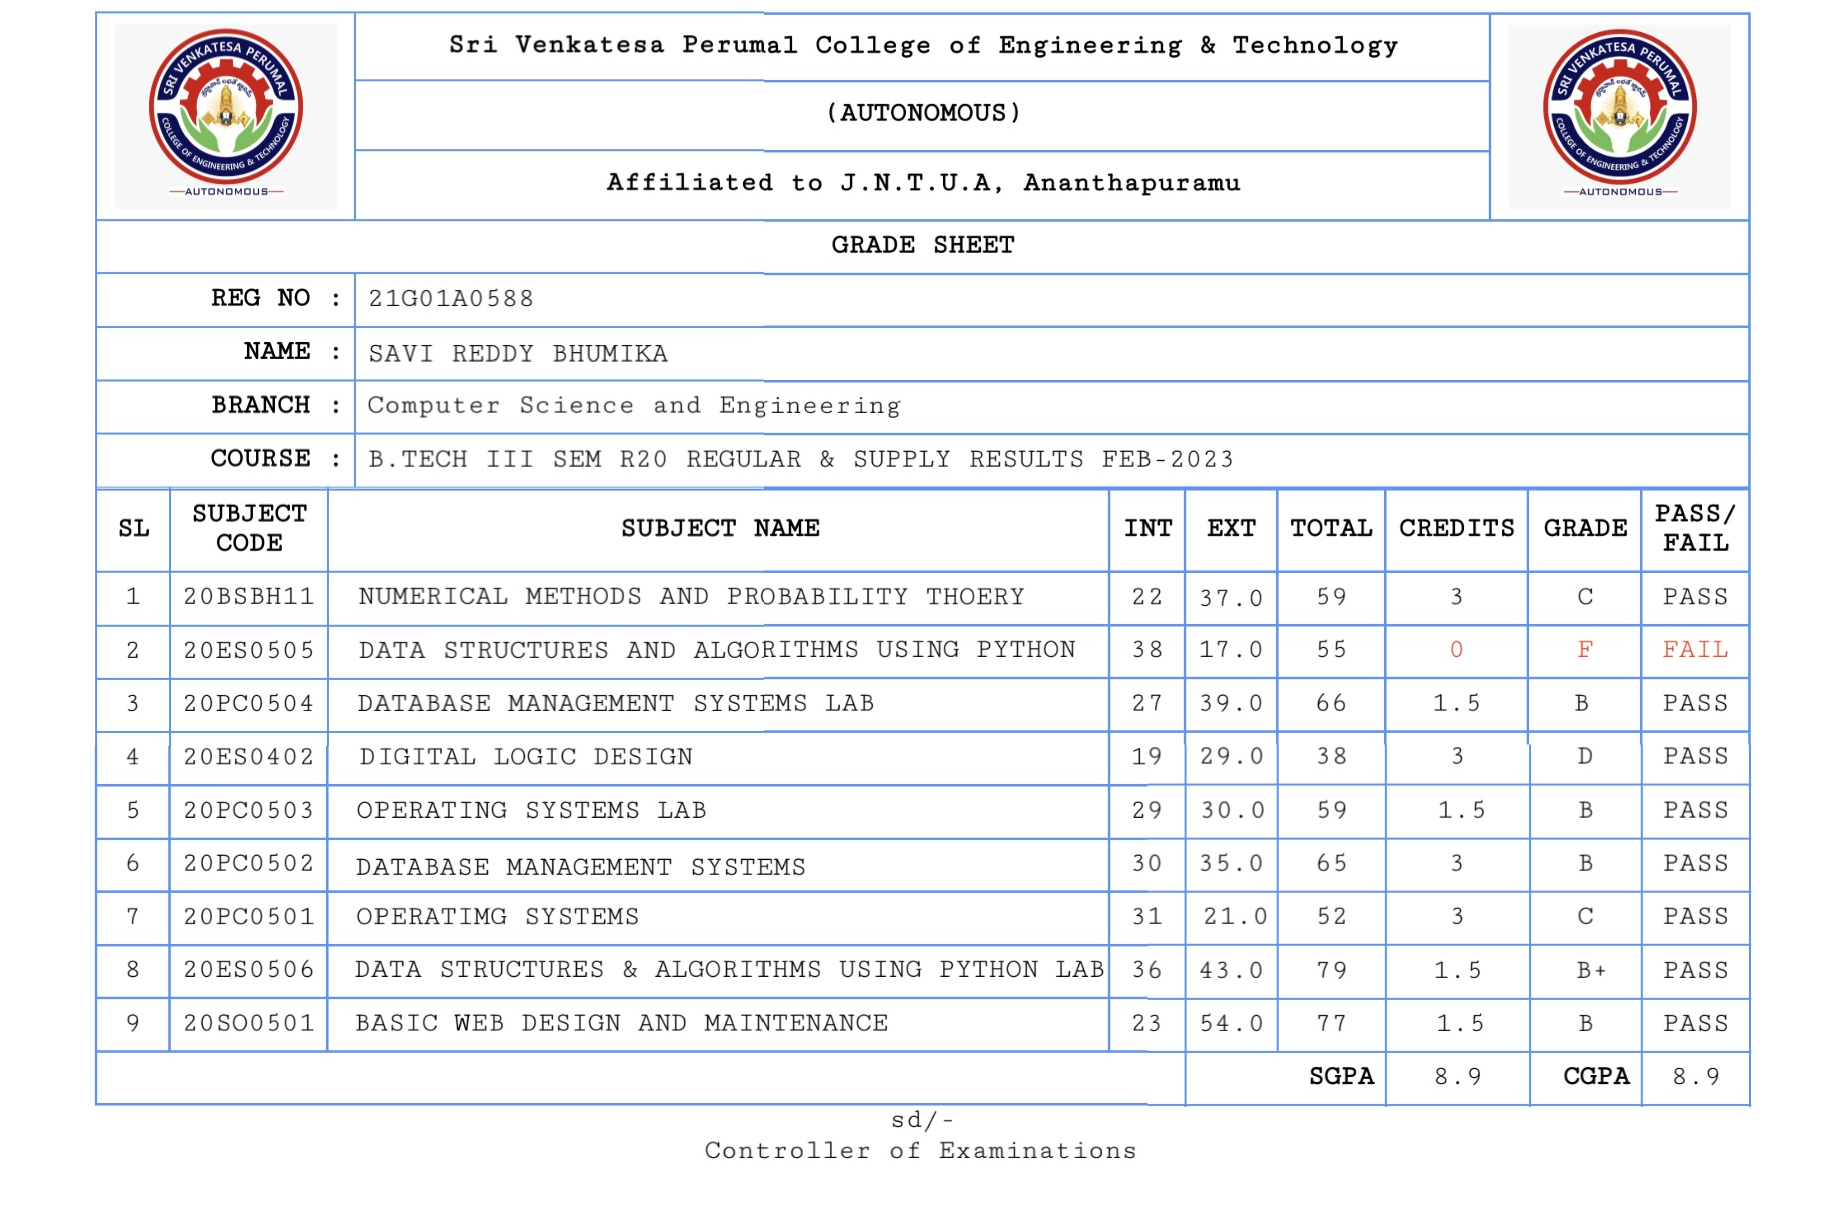 Sri Venkatesa Perumal College of Engineering & Technology
(AUTONOMOUS)
Affiliated to J.N.T.U.A, Ananthapuramu
SRI VENKATESA PERUMAL
COLLEGE OF ENGINEERING & TECHNOLOGY
AUTONOMOUS
SRI VENKATESA PERUMAL
COLLEGE OF ENGINEERING & TECHNOLOGY
AUTONOMOUS
GRADE SHEET
REG NO : 21G01A0588
NAME : SAVI REDDY BHUMIKA
BRANCH : Computer Science and Engineering
COURSE : B.TECH III SEM R20 REGULAR & SUPPLY RESULTS FEB-2023
SL SUBJECT CODE SUBJECT NAME INT EXT TOTAL CREDITS GRADE PASS/ FAIL
1 20BSBH11 NUMERICAL METHODS AND PROBABILITY THOERY 22 37.0 59 3 C PASS
2 20ES0505 DATA STRUCTURES AND ALGORITHMS USING PYTHON 38 17.0 55 0 F FAIL
3 20PC0504 DATABASE MANAGEMENT SYSTEMS LAB 27 39.0 66 1.5 B PASS
4 20ES0402 DIGITAL LOGIC DESIGN 19 29.0 38 3 D PASS
5 20PC0503 OPERATING SYSTEMS LAB 29 30.0 59 1.5 B PASS
6 20PC0502 DATABASE MANAGEMENT SYSTEMS 30 35.0 65 3 B PASS
7 20PC0501 OPERATIMG SYSTEMS 31 21.0 52 3 C PASS
8 20ES0506 DATA STRUCTURES & ALGORITHMS USING PYTHON LAB 36 43.0 79 1.5 B+ PASS
9 20SO0501 BASIC WEB DESIGN AND MAINTENANCE 23 54.0 77 1.5 B PASS
SGPA 8.9 CGPA 8.9
sd/-
Controller of Examinations